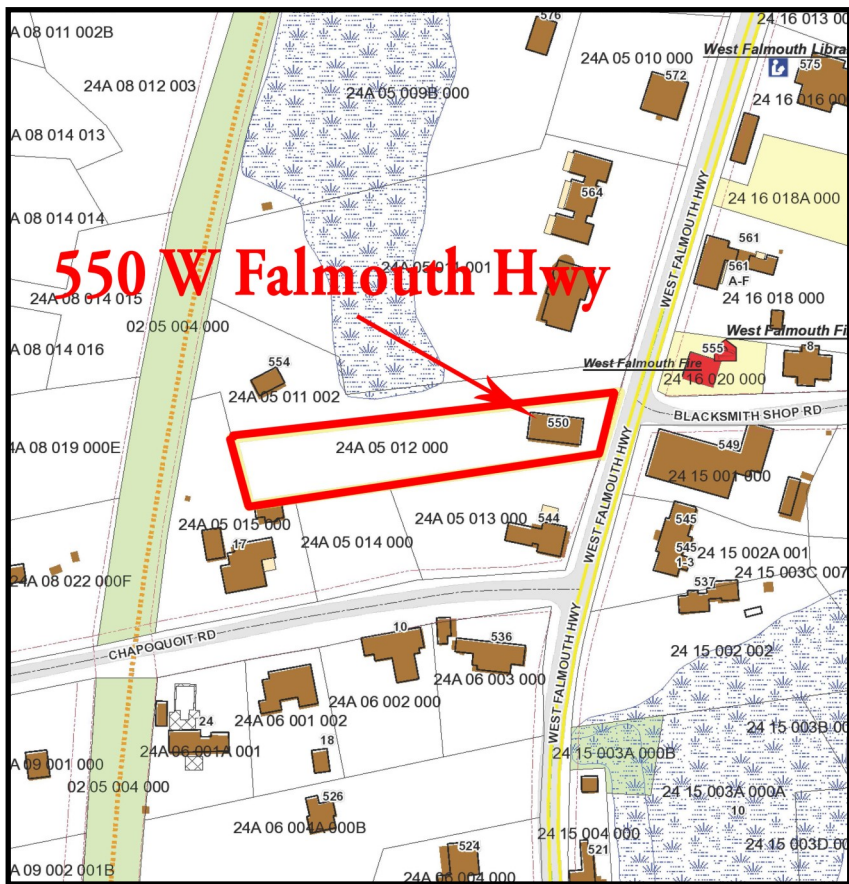 A 08 011 002B
576
24 16 013 00
West Falmouth Libra
24A 05 010 000
575
24A 08 012 003
572
24A 05 009B 000
24 16 016 00
A 08 014 013
564
24 16 018A 000
WEST FALMOUTH HWY
A 08 014 014
561
550 W Falmouth Hwy
561
A-F
24A 08 014 015
24 16 018 000
02 05 004 000
West Falmouth Fi
A 08 014 016
555
8
554
West Falmouth Fire
24 16 020 000
24A 05 011 002
BLACKSMITH SHOP RD
550
24A 05 012 000
549
4A 08 019 000E
24 15 001 000
WEST FALMOUTH HWY
24A 05 015 000
24A 05 013 000
544
545
17
24A 05 014 000
545
1-3
24 15 002A 001
24 15 003C 007
24A 08 022 000F
537
CHAPOQUOIT RD
10
536
24 15 002 002
24A 06 003 000
24A 06 002 000
WEST FALMOUTH HWY
24A 06 001 002
24
24 15 003B 00
18
24A 06 001A 001
24 15 003A 000B
A 09 001 000
02 05 004 000
24 15 003A 000A
526
10
24A 06 004A 000B
24 15 004 000
24 15 003D 00
524
521
A 09 002 001B
24A 06 004 000